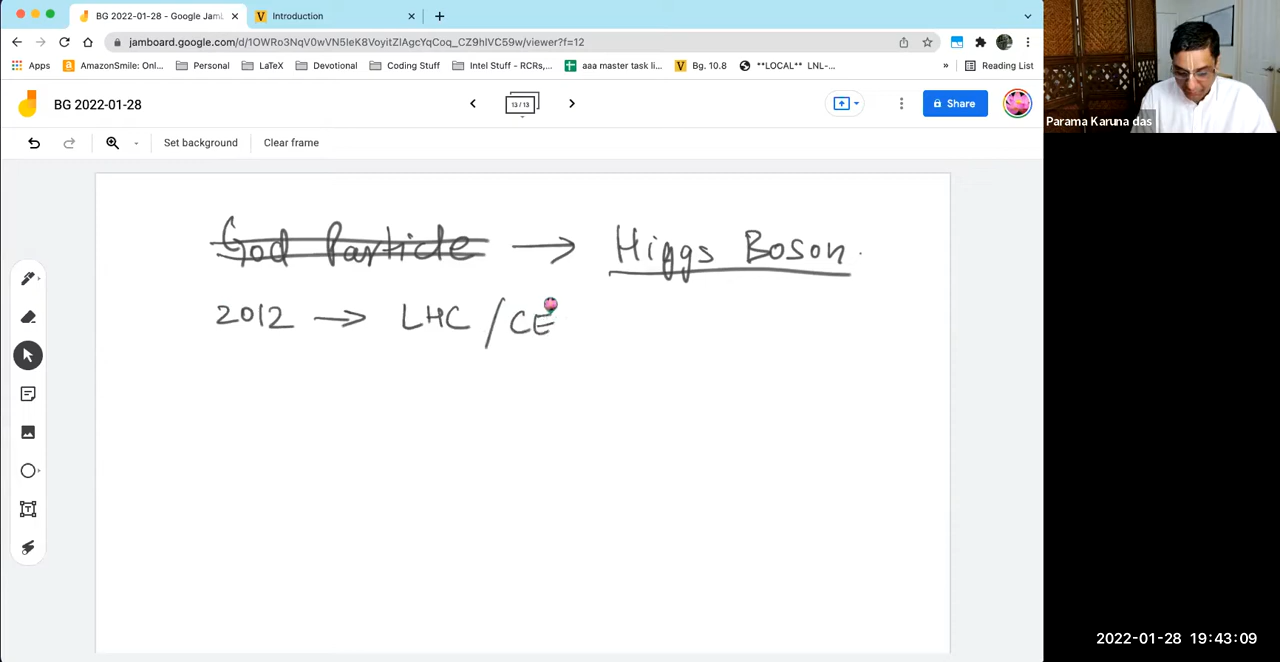 BG 2022-01-28 - Google Jaml
Introduction
jamboard.google.com/d/1OWRo3NqV0wVN5IeK8VoyitZlAgcYqCoq_CZ9hlVC59w/viewer?f=12
Apps AmazonSmile: Onl... Personal LaTeX Devotional Coding Stuff Intel Stuff - RCRs,... aaa master task li... Bg. 10.8 **LOCAL** LNL-... » Reading List
BG 2022-01-28
13 / 13
Share
Set background Clear frame
Parama Karuna das
God Particle → Higgs Boson.
2012 → LHC / CE
2022-01-28 19:43:09